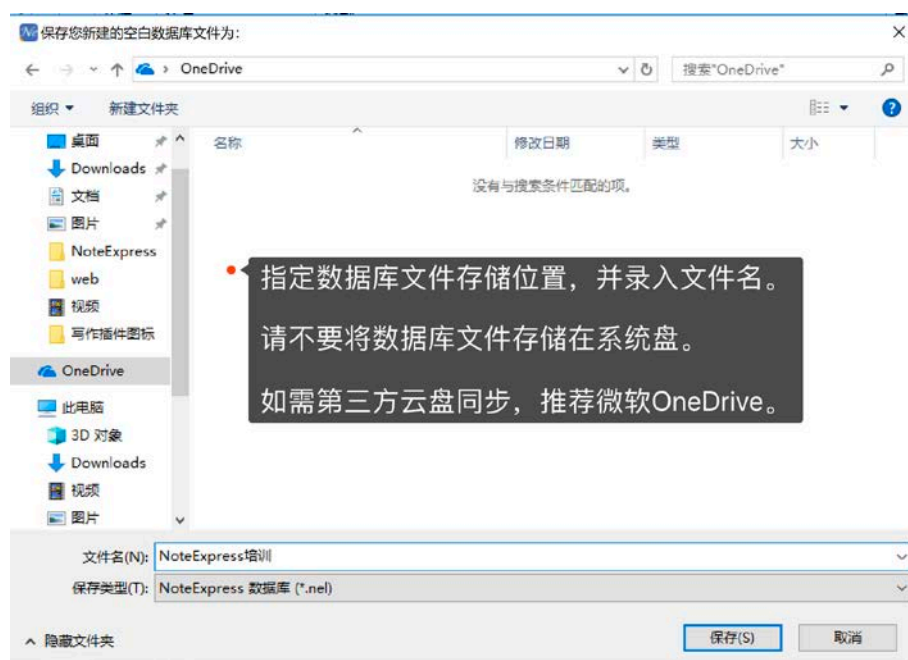 保存您新建的空白数据库文件为:
OneDrive
搜索"OneDrive"
组织
新建文件夹
名称
修改日期
类型
大小
没有与搜索条件匹配的项。
桌面
Downloads
文档
图片
NoteExpress
web
视频
写作插件图标
OneDrive
此电脑
3D 对象
Downloads
视频
图片
指定数据库文件存储位置，并录入文件名。
请不要将数据库文件存储在系统盘。
如需第三方云盘同步，推荐微软OneDrive。
文件名(N): NoteExpress培训
保存类型(T): NoteExpress 数据库 (*.nel)
隐藏文件夹
保存(S)
取消